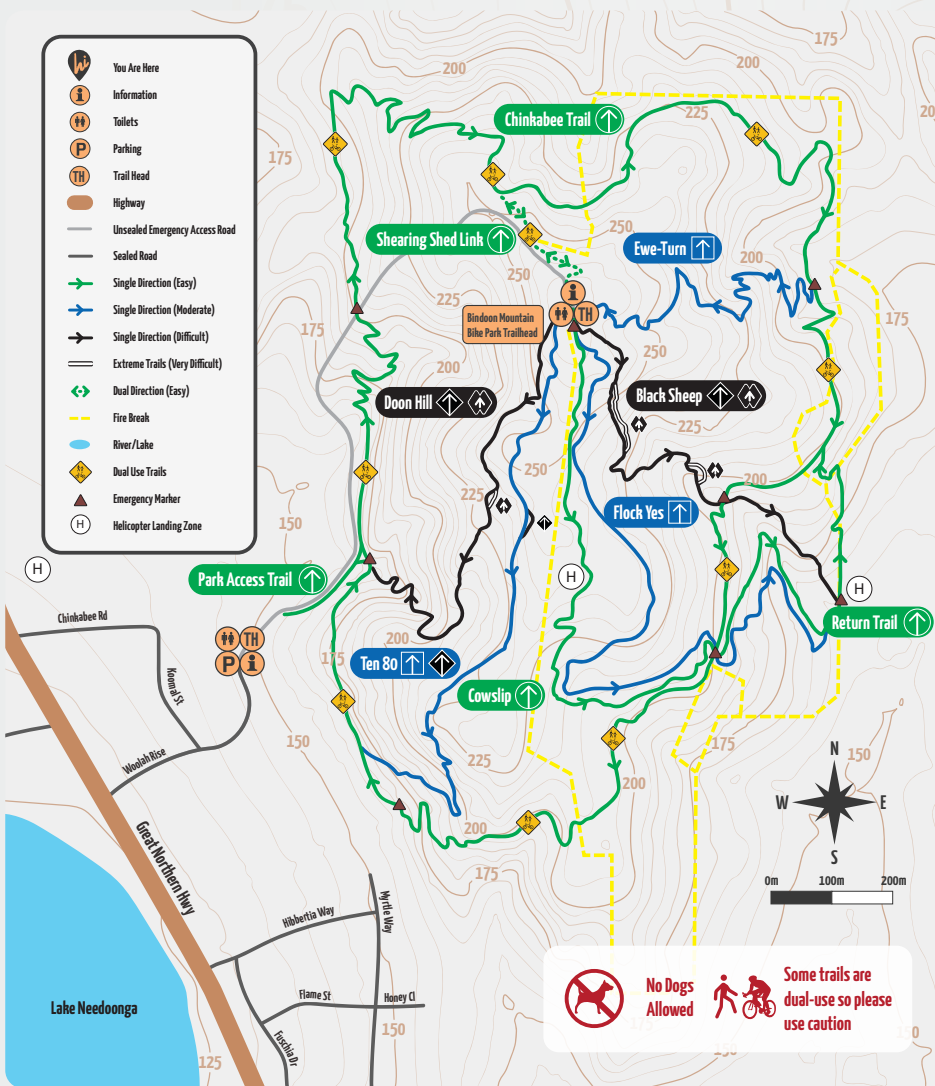 You Are Here
Information
Toilets
Parking
TH
Trail Head
Highway
Unsealed Emergency Access Road
Sealed Road
Single Direction (Easy)
Single Direction (Moderate)
Single Direction (Difficult)
Extreme Trails (Very Difficult)
Dual Direction (Easy)
Fire Break
River/Lake
Dual Use Trails
Emergency Marker
H
Helicopter Landing Zone
i
P
hi
175
200
200
225
175
Chinkabee Trail
250
Shearing Shed Link
Ewe-Turn
200
250
225
175
175
Bindoon Mountain
Bike Park Trailhead
i
TH
250
200
Doon Hill
Black Sheep
225
250
225
200
150
Flock Yes
H
H
Park Access Trail
H
Chinkabee Rd
TH
P
i
Koomal St
Woolah Rise
200
175
Ten 80
Cowslip
Return Trail
150
225
175
200
200
175
N
W
E
S
150
0m
100m
200m
Great Northern Hwy
Hibbertia Way
Myrtle Way
Flame St
Honey Cl
Fuschia Dr
150
125
Lake Needoonga
No Dogs
Allowed
Some trails are
dual-use so please
use caution
175
150
150